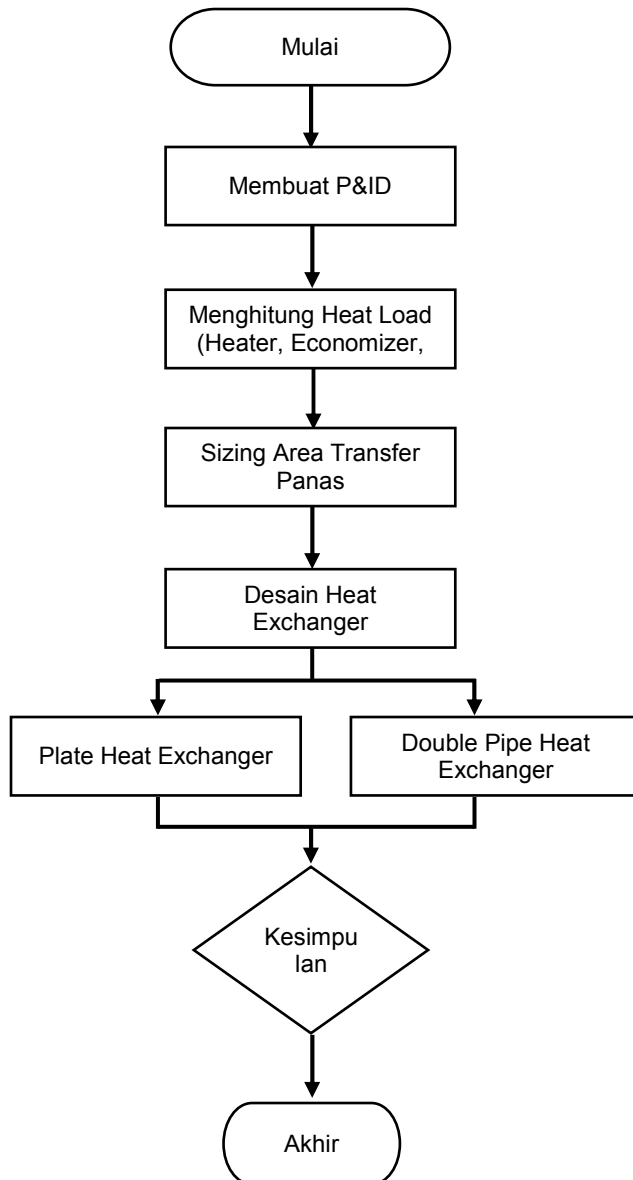 Mulai
Membuat P&ID
Menghitung Heat Load
(Heater, Economizer,
Sizing Area Transfer
Panas
Desain Heat
Exchanger
Plate Heat Exchanger
Double Pipe Heat
Exchanger
Kesimpu
lan
Akhir